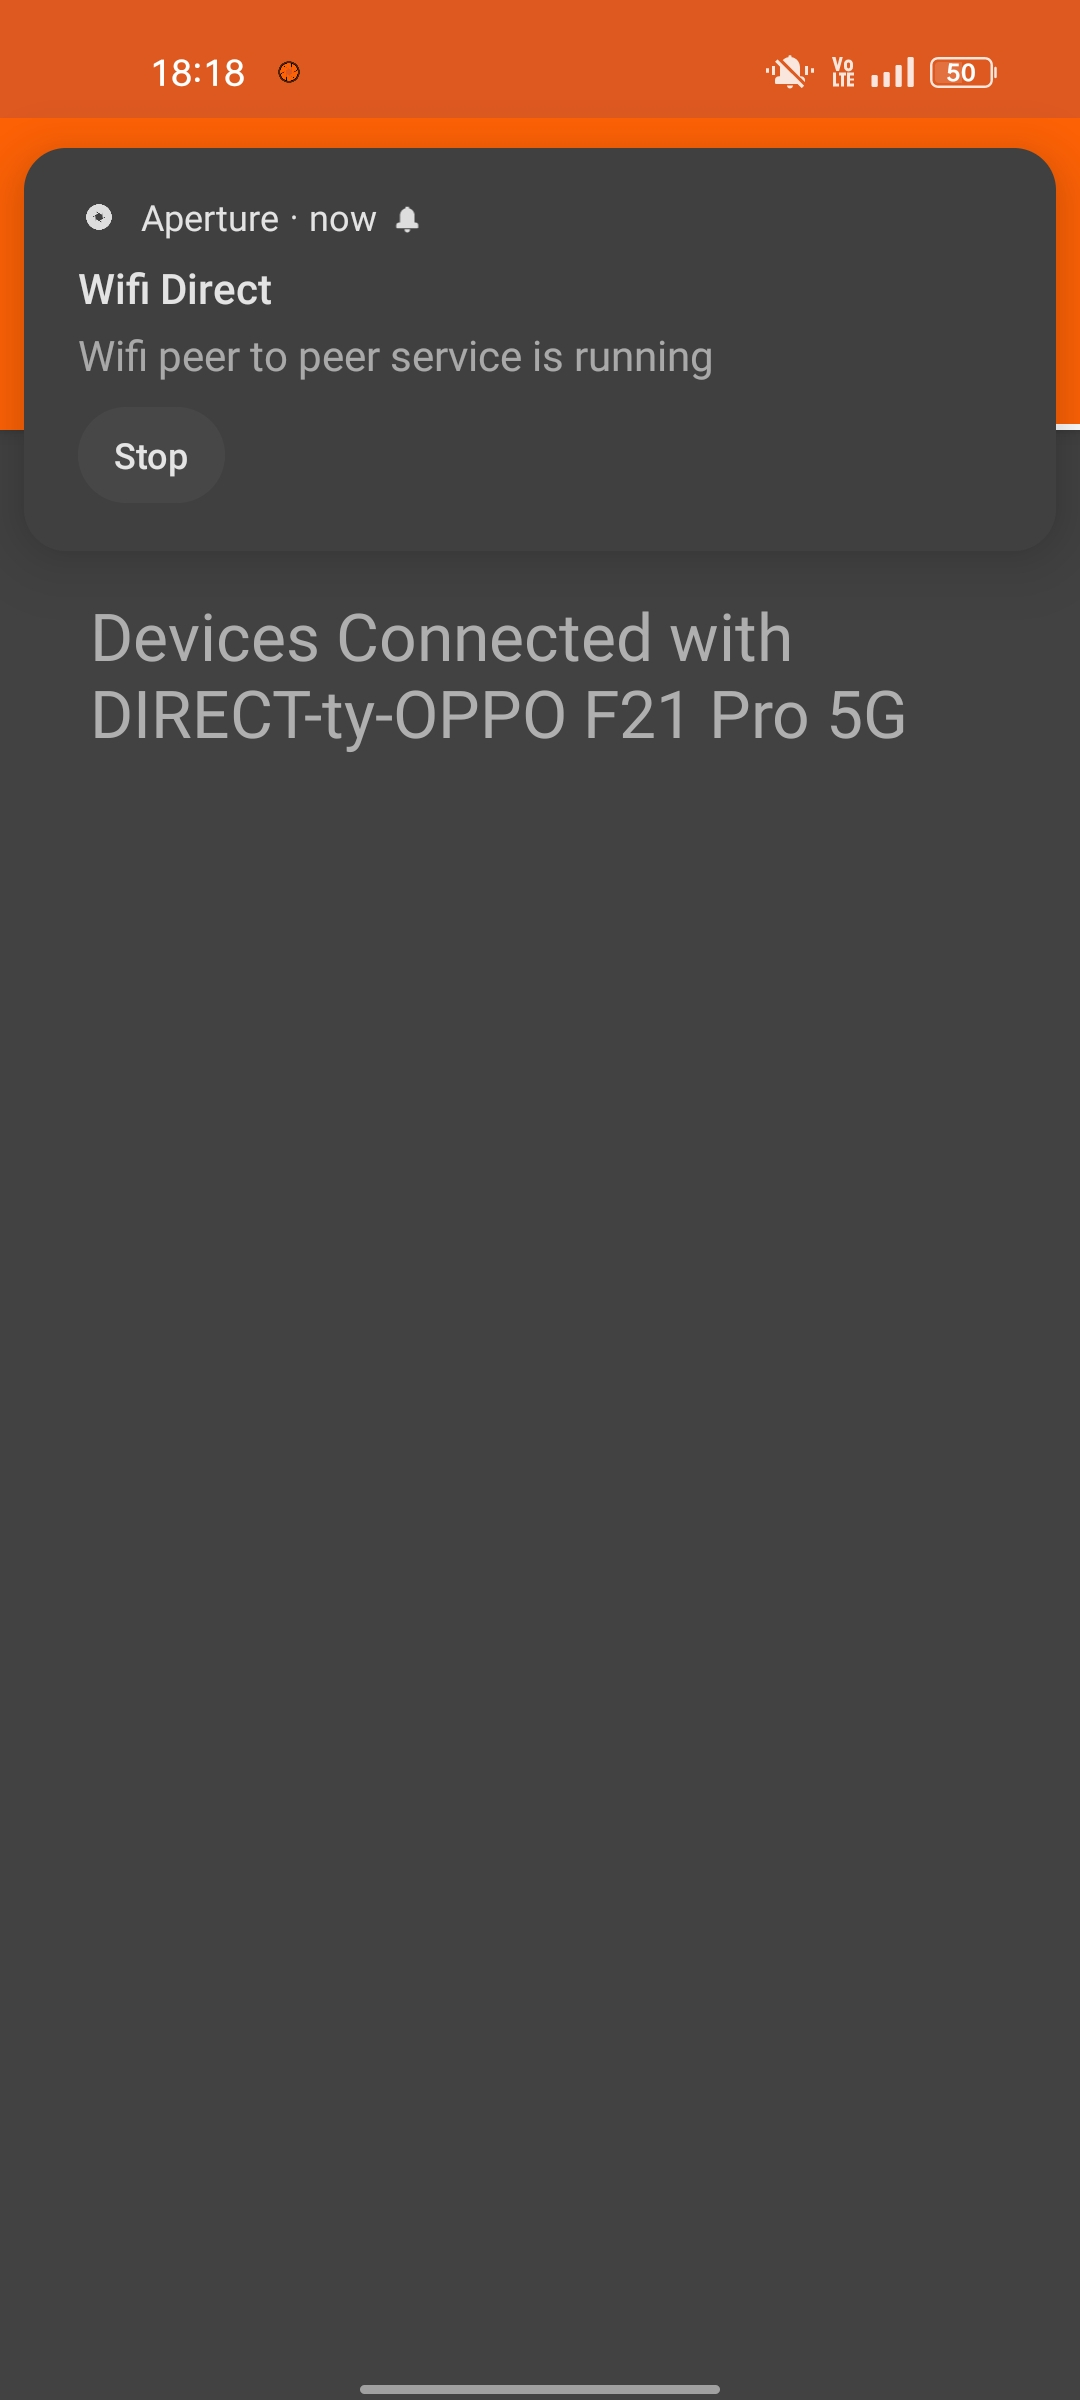 18:18
Vo
LTE
50
Aperture · now
Wifi Direct
Wifi peer to peer service is running
Stop
Devices Connected with
DIRECT-ty-OPPO F21 Pro 5G